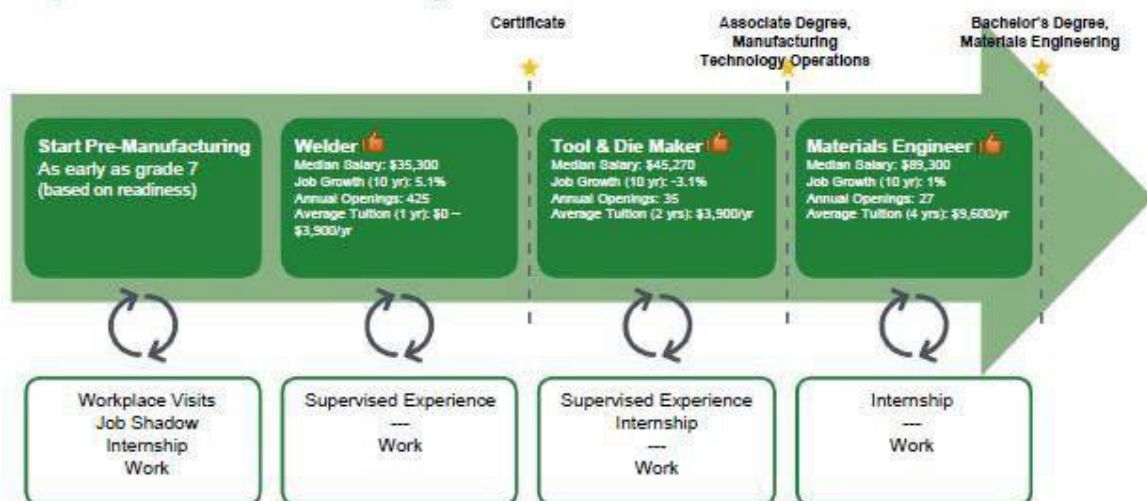 Certificate
Associate Degree,
Manufacturing
Technology Operations
Bachelor's Degree,
Materials Engineering
Start Pre-Manufacturing
As early as grade 7
(based on readiness)
Welder
Median Salary: $35,300
Job Growth (10 yr): 5.1%
Annual Openings: 425
Average Tuition (1 yr): $0 –
$3,900/yr
Tool & Die Maker
Median Salary: $45,270
Job Growth (10 yr): -3.1%
Annual Openings: 35
Average Tuition (2 yrs): $3,900/yr
Materials Engineer
Median Salary: $89,300
Job Growth (10 yr): 1%
Annual Openings: 27
Average Tuition (4 yrs): $9,600/yr
Workplace Visits
Job Shadow
Internship
Work
Supervised Experience
---
Work
Supervised Experience
Internship
---
Work
Internship
---
Work